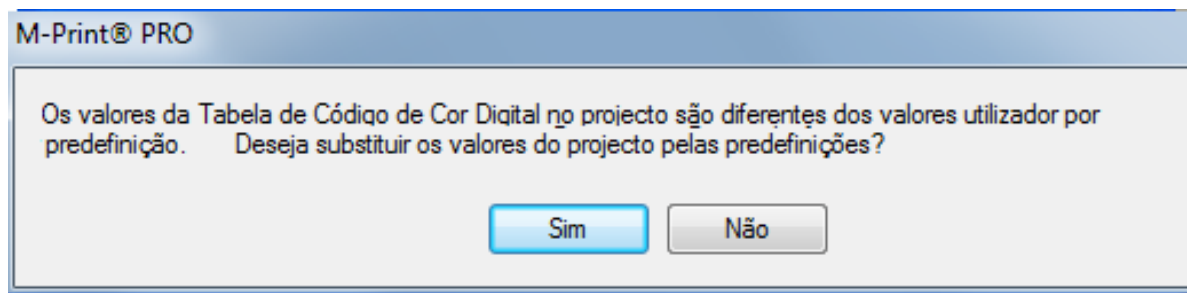 M-Print® PRO
Os valores da Tabela de Código de Cor Digital no projecto são diferentes dos valores utilizador por
predefinição. Deseja substituir os valores do projecto pelas predefinições?
Sim Não